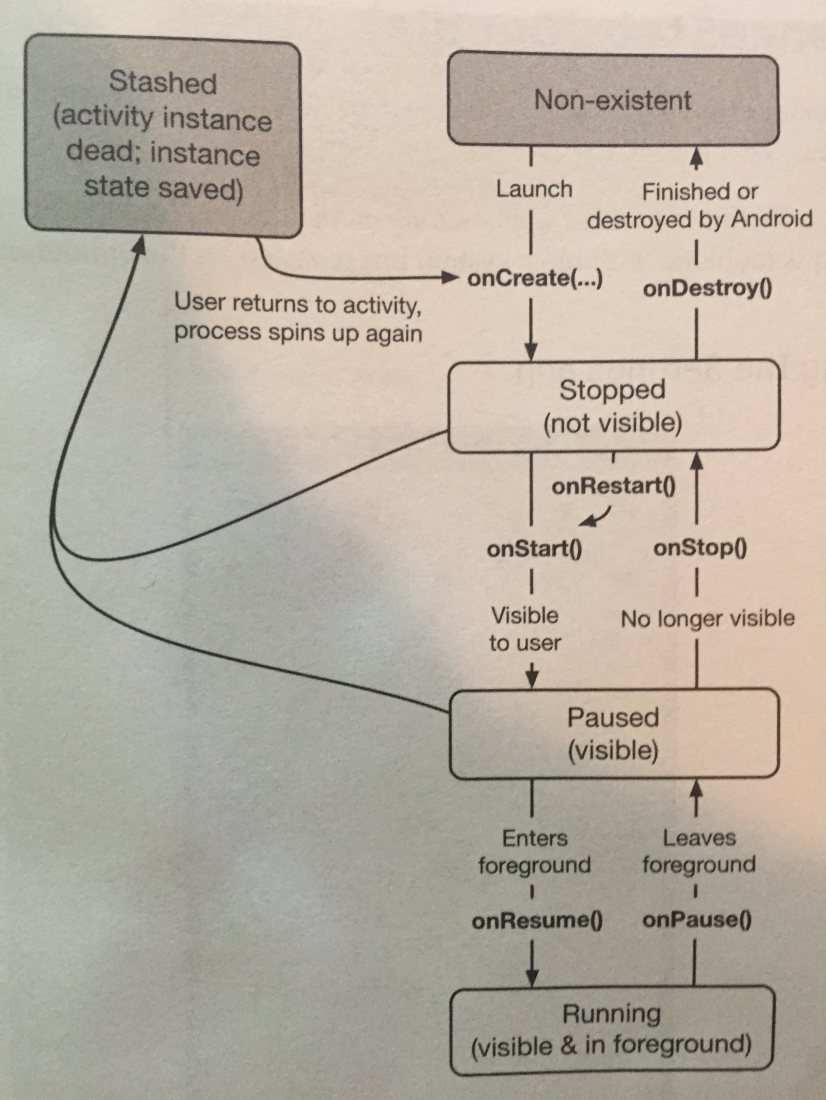 Stashed
(activity instance
dead; instance
state saved)
Non-existent
Launch
Finished or
destroyed by Android
onCreate(...)
onDestroy()
User returns to activity,
process spins up again
Stopped
(not visible)
onRestart()
onStart()
onStop()
Visible
to user
No longer visible
Paused
(visible)
Enters
foreground
Leaves
foreground
onResume()
onPause()
Running
(visible & in foreground)